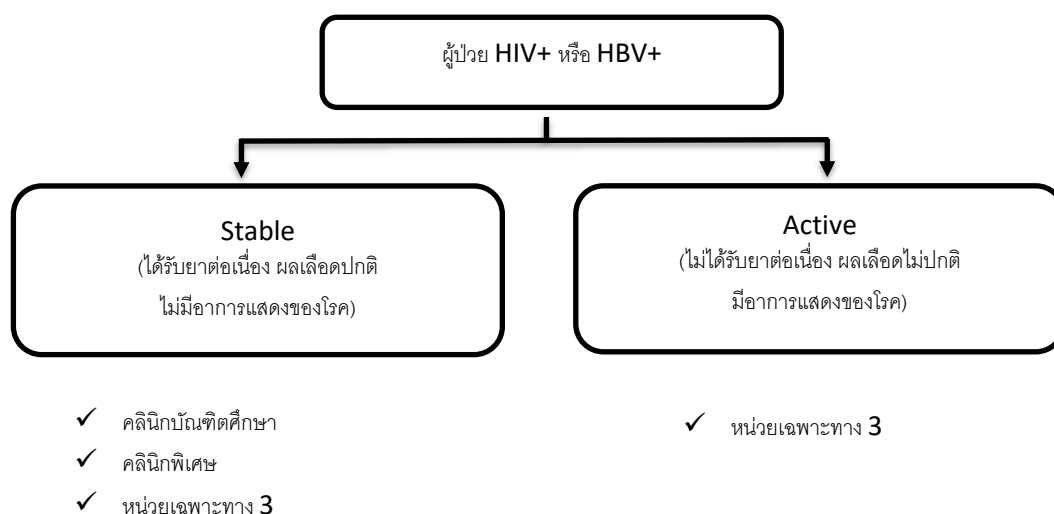 ผู้ป่วย HIV+ หรือ HBV+
Stable
(ได้รับยาต่อเนื่อง ผลเลือดปกติ
ไม่มีอาการแสดงของโรค)
Active
(ไม่ได้รับยาต่อเนื่อง ผลเลือดไม่ปกติ
มีอาการแสดงของโรค)
✓ คลินิกบัณฑิตศึกษา
✓ คลินิกพิเศษ
✓ หน่วยเฉพาะทาง 3
✓ หน่วยเฉพาะทาง 3